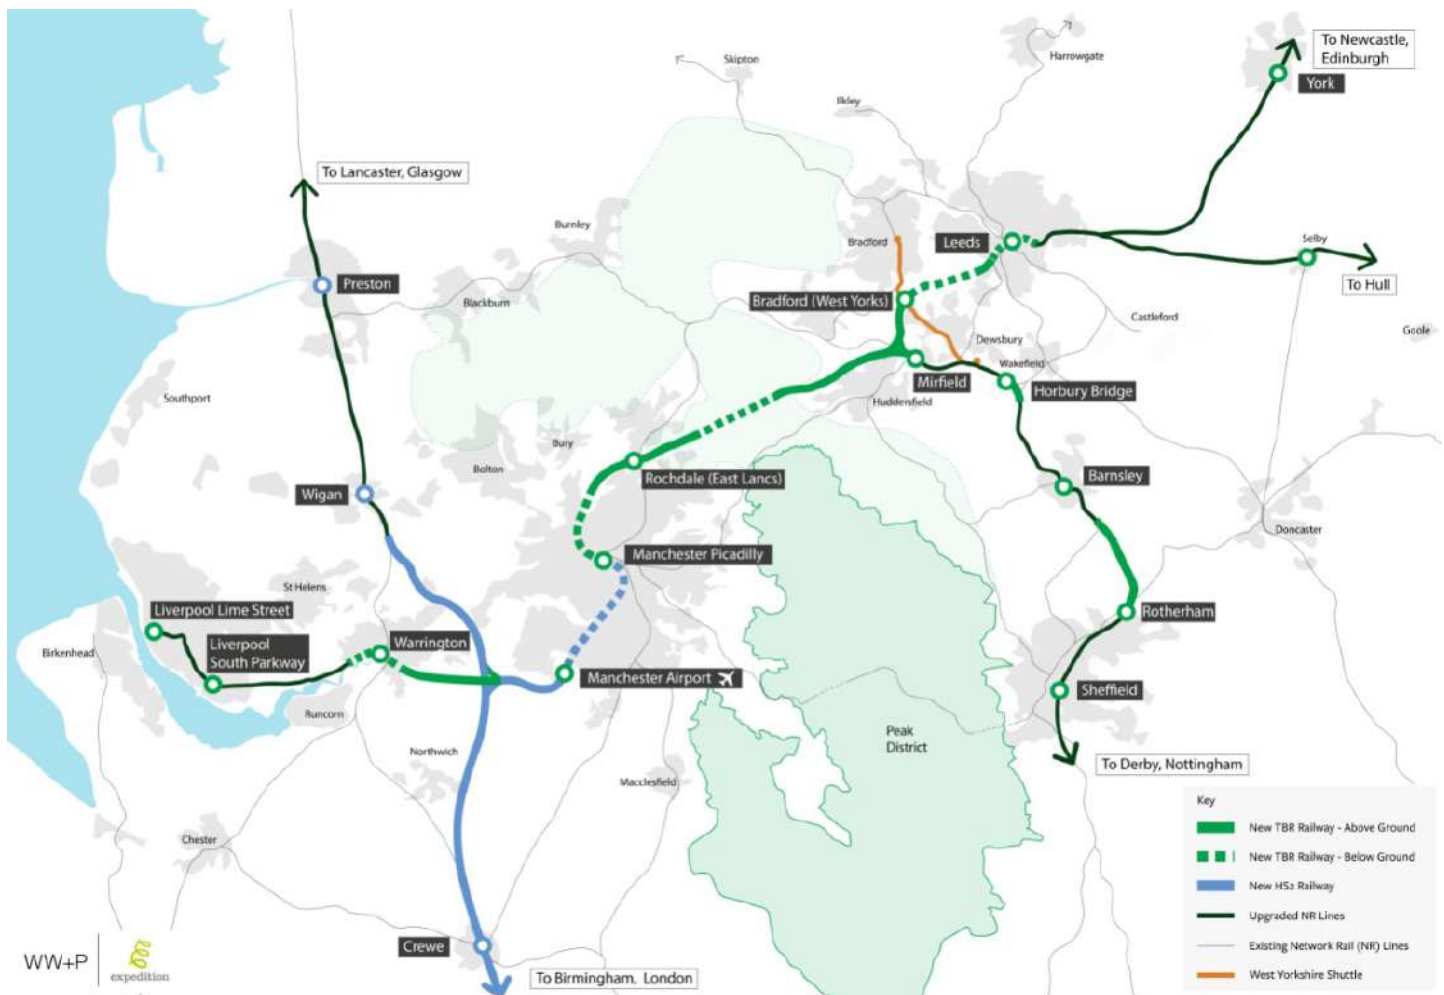 To Newcastle,
Edinburgh
Harrowgate
Skipton
York
Ilkley
To Lancaster, Glasgow
Burnley
Bradford
Leeds
Selby
Preston
Blackburn
Bradford (West Yorks)
To Hull
Castleford
Goole
Dewsbury
Wakefield
Mirfield
Horbury Bridge
Southport
Huddersfield
Bury
Bolton
Rochdale (East Lancs)
Barnsley
Wigan
Doncaster
Manchester Picadilly
St Helens
Liverpool Lime Street
Rotherham
Birkenhead
Liverpool
South Parkway
Warrington
Manchester Airport
Sheffield
Runcorn
Peak
District
Northwich
To Derby, Nottingham
Macclesfield
Chester
Key
New TBR Railway - Above Ground
New TBR Railway - Below Ground
New HS2 Railway
Upgraded NR Lines
Existing Network Rail (NR) Lines
West Yorkshire Shuttle
Crewe
To Birmingham, London
WW+P
expedition